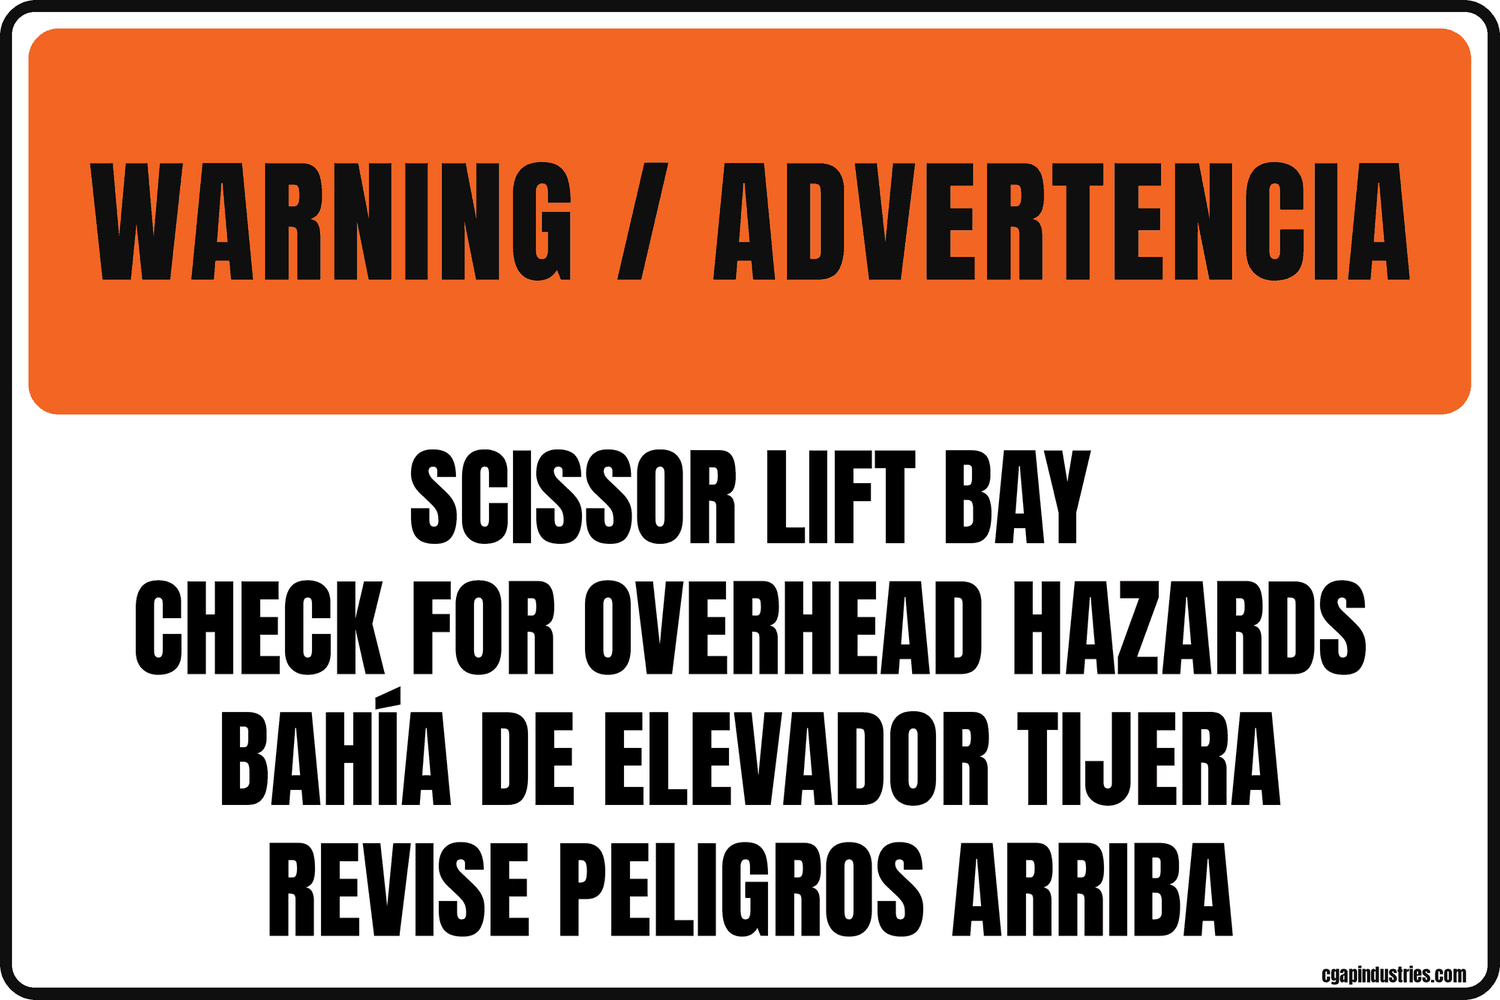 WARNING / ADVERTENCIA
SCISSOR LIFT BAY
CHECK FOR OVERHEAD HAZARDS
BAHÍA DE ELEVADOR TIJERA
REVISE PELIGROS ARRIBA
cgapindustries.com